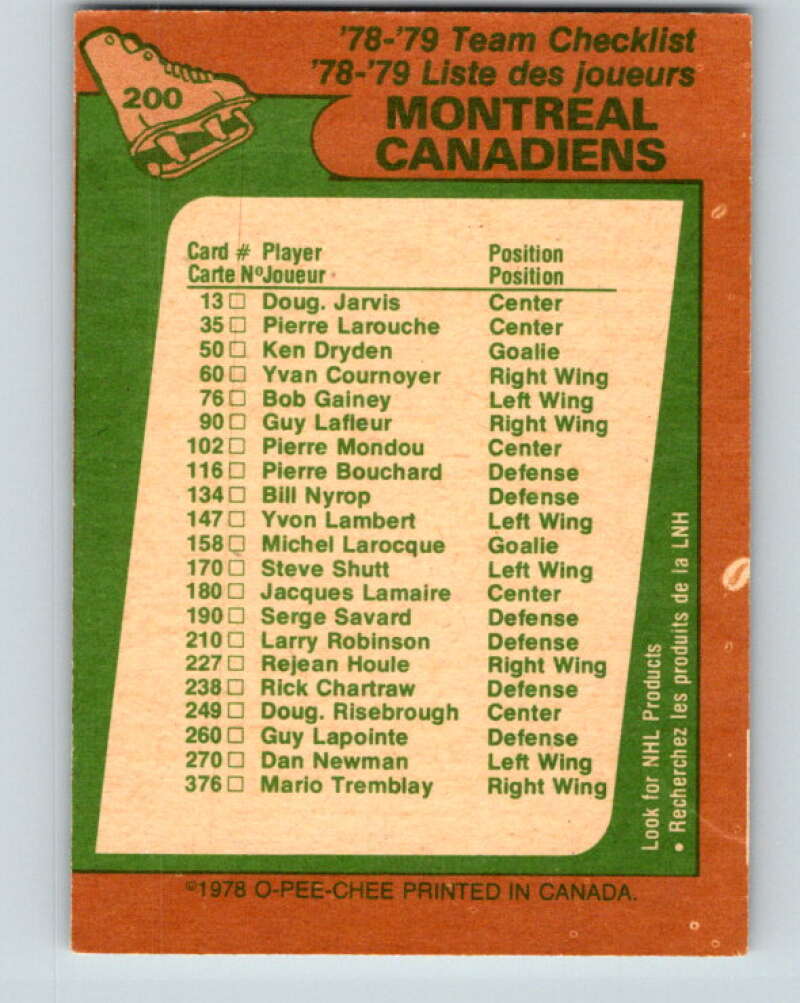 200
'78-'79 Team Checklist
'78-'79 Liste des joueurs
MONTREAL
CANADIENS
Card # Player Position
Carte Nº Joueur Position
13 □ Doug. Jarvis Center
35 □ Pierre Larouche Center
50 □ Ken Dryden Goalie
60 □ Yvan Cournoyer Right Wing
76 □ Bob Gainey Left Wing
90 □ Guy Lafleur Right Wing
102 □ Pierre Mondou Center
116 □ Pierre Bouchard Defense
134 □ Bill Nyrop Defense
147 □ Yvon Lambert Left Wing
158 □ Michel Larocque Goalie
170 □ Steve Shutt Left Wing
180 □ Jacques Lamaire Center
190 □ Serge Savard Defense
210 □ Larry Robinson Defense
227 □ Rejean Houle Right Wing
238 □ Rick Chartraw Defense
249 □ Doug. Risebrough Center
260 □ Guy Lapointe Defense
270 □ Dan Newman Left Wing
376 □ Mario Tremblay Right Wing
Look for NHL Products
• Recherchez les produits de la LNH
©1978 O-PEE-CHEE PRINTED IN CANADA.